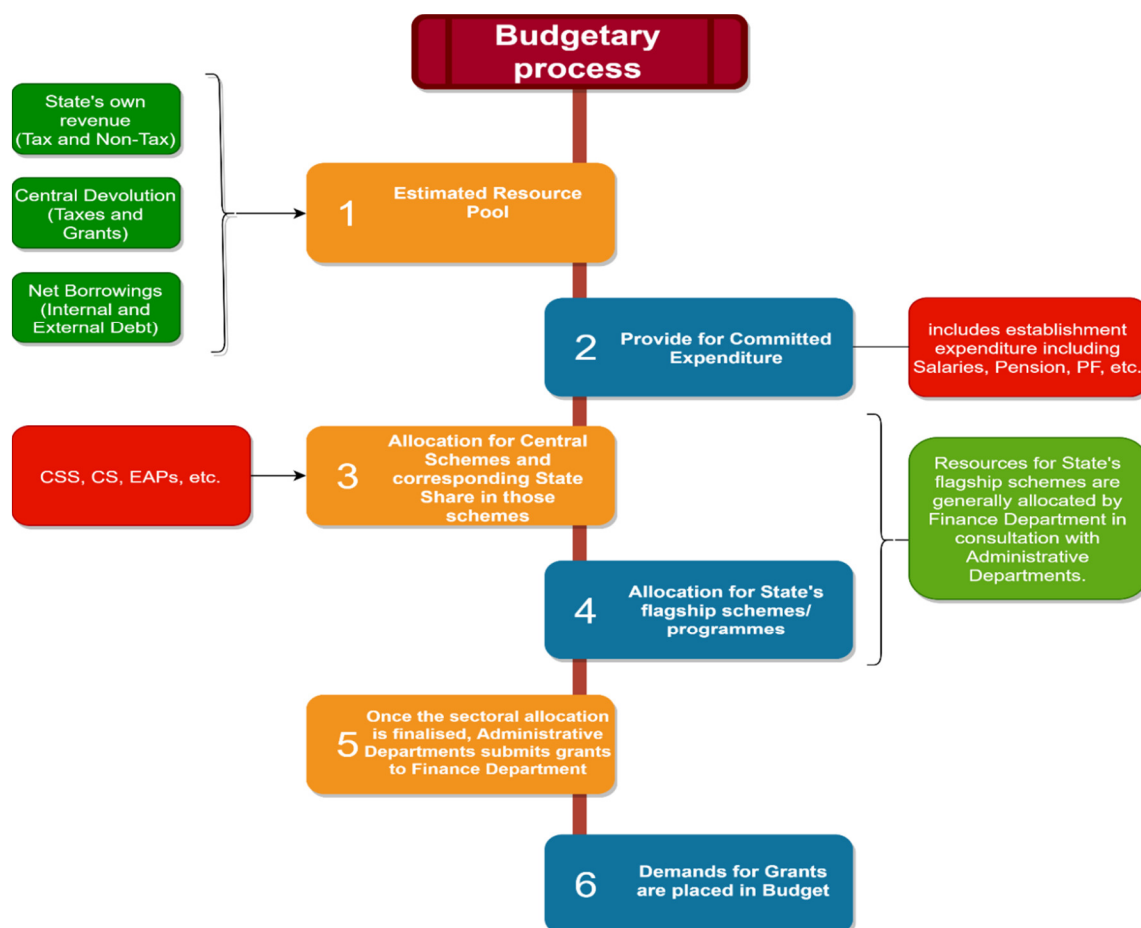 Budgetary
process
State's own
revenue
(Tax and Non-Tax)
Central Devolution
(Taxes and
Grants)
Net Borrowings
(Internal and
External Debt)
1
Estimated Resource
Pool
2
Provide for Committed
Expenditure
includes establishment
expenditure including
Salaries, Pension, PF, etc.
CSS, CS, EAPs, etc.
3
Allocation for Central
Schemes and
corresponding State
Share in those
schemes
Resources for State's
flagship schemes are
generally allocated by
Finance Department in
consultation with
Administrative
Departments.
4
Allocation for State's
flagship schemes/
programmes
5
Once the sectoral allocation
is finalised, Administrative
Departments submits grants
to Finance Department
6
Demands for Grants
are placed in Budget